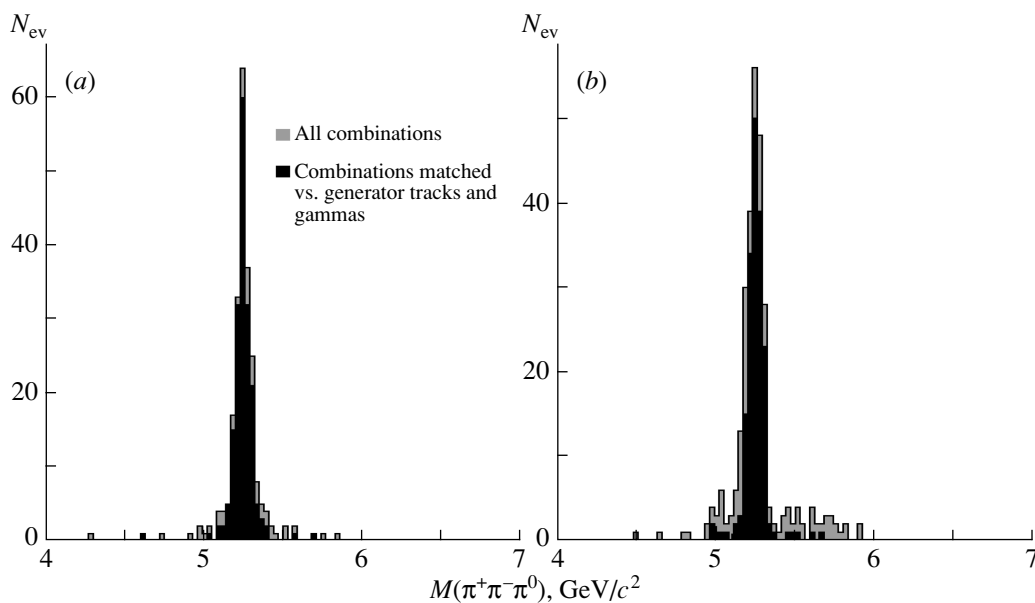 N_ev
(a)
60
40
20
0
4 5 6 7
All combinations
Combinations matched
vs. generator tracks and
gammas
N_ev
(b)
40
20
0
4 5 6 7
M(π⁺π⁻π⁰), GeV/c²